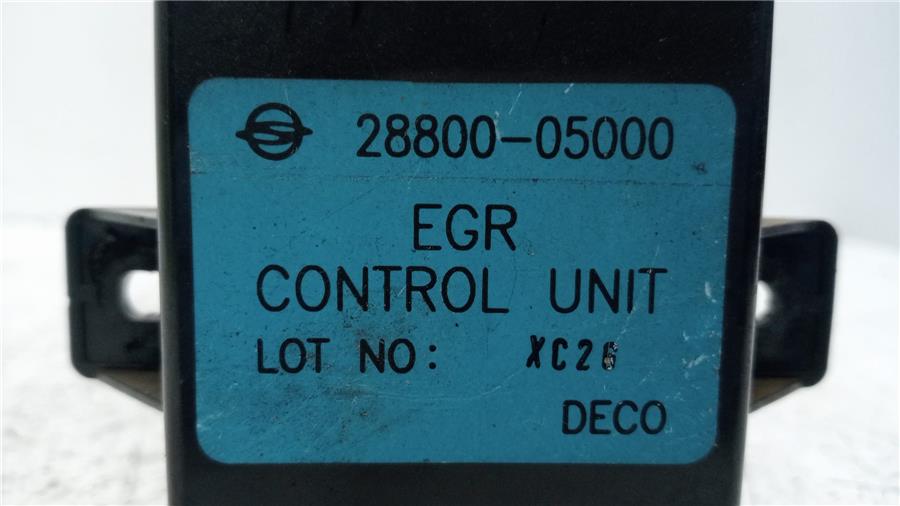 28800-05000
EGR
CONTROL UNIT
LOT NO: XC26
DECO